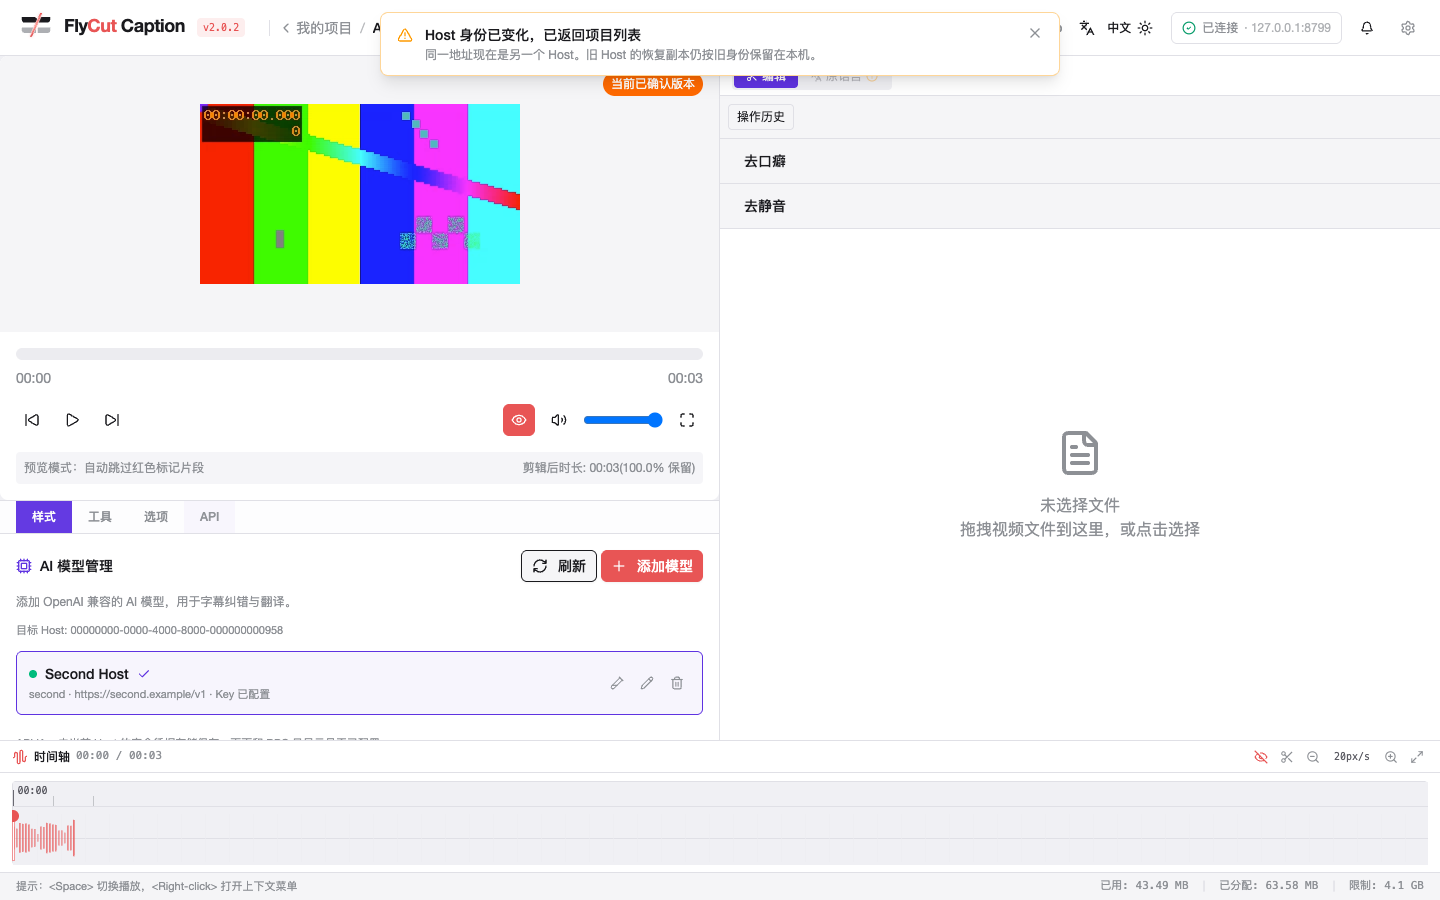 FlyCut Caption
v2.0.2
我的项目
/
Host 身份已变化，已返回项目列表
同一地址现在是另一个 Host。旧 Host 的恢复副本仍按旧身份保留在本机。
中文
已连接 · 127.0.0.1:8799
当前已确认版本
编辑
原语言
00:00:00.000
0
操作历史
去口癖
去静音
00:00
00:03
预览模式：自动跳过红色标记片段
剪辑后时长: 00:03(100.0% 保留)
样式
工具
选项
API
AI 模型管理
刷新
添加模型
添加 OpenAI 兼容的 AI 模型，用于字幕纠错与翻译。
目标 Host: 00000000-0000-4000-8000-000000000958
Second Host
second · https://second.example/v1 · Key 已配置
未选择文件
拖拽视频文件到这里，或点击选择
时间轴
00:00 / 00:03
20px/s
00:00
提示：<Space> 切换播放，<Right-click> 打开上下文菜单
已用: 43.49 MB
已分配: 63.58 MB
限制: 4.1 GB